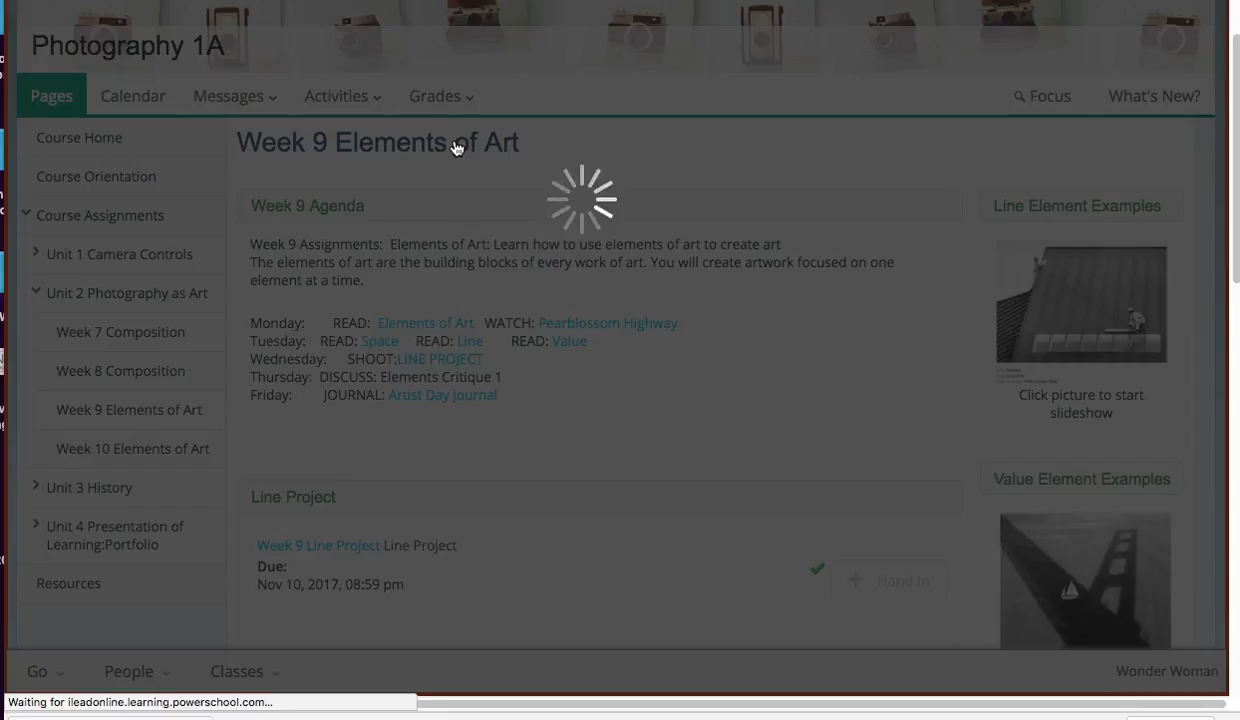 Photography 1A
Pages Calendar Messages Activities Grades Focus What's New?
Course Home
Course Orientation
Course Assignments
Unit 1 Camera Controls
Unit 2 Photography as Art
Week 7 Composition
Week 8 Composition
Week 9 Elements of Art
Week 10 Elements of Art
Unit 3 History
Unit 4 Presentation of
Learning:Portfolio
Resources
Week 9 Elements of Art
Week 9 Agenda
Week 9 Assignments: Elements of Art: Learn how to use elements of art to create art
The elements of art are the building blocks of every work of art. You will create artwork focused on one
element at a time.
Monday: READ: Elements of Art WATCH: Pearblossom Highway
Tuesday: READ: Space READ: Line READ: Value
Wednesday: SHOOT:LINE PROJECT
Thursday: DISCUSS: Elements Critique 1
Friday: JOURNAL: Artist Day Journal
Line Project
Week 9 Line Project Line Project
Due:
Nov 10, 2017, 08:59 pm
Hand In
Line Element Examples
Click picture to start
slideshow
Value Element Examples
Go People Classes Wonder Woman
Waiting for ileadonline.learning.powerschool.com...